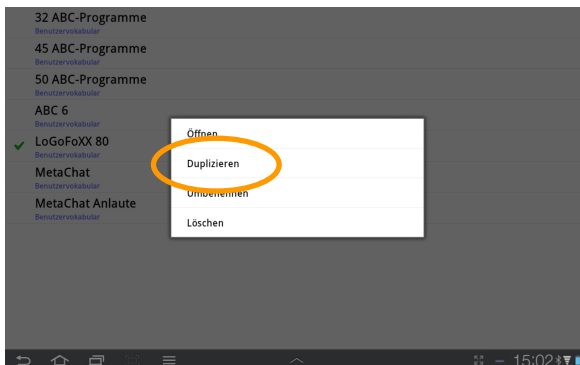 32 ABC-Programme
Benutzervokabular
45 ABC-Programme
Benutzervokabular
50 ABC-Programme
Benutzervokabular
ABC 6
Benutzervokabular
LoGoFoXX 80
Benutzervokabular
MetaChat
Benutzervokabular
MetaChat Anlaute
Benutzervokabular
Öffnen
Duplizieren
Umbenennen
Löschen
15:02